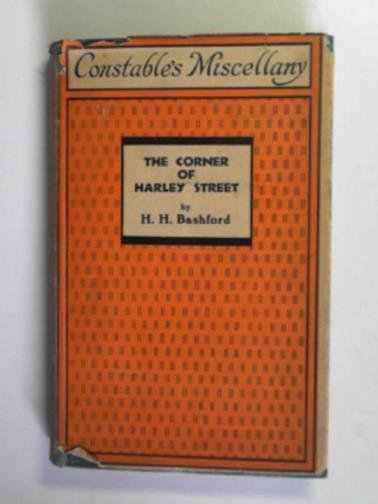 Constable's Miscellany
THE CORNER
OF
HARLEY STREET
by
H. H. Bashford